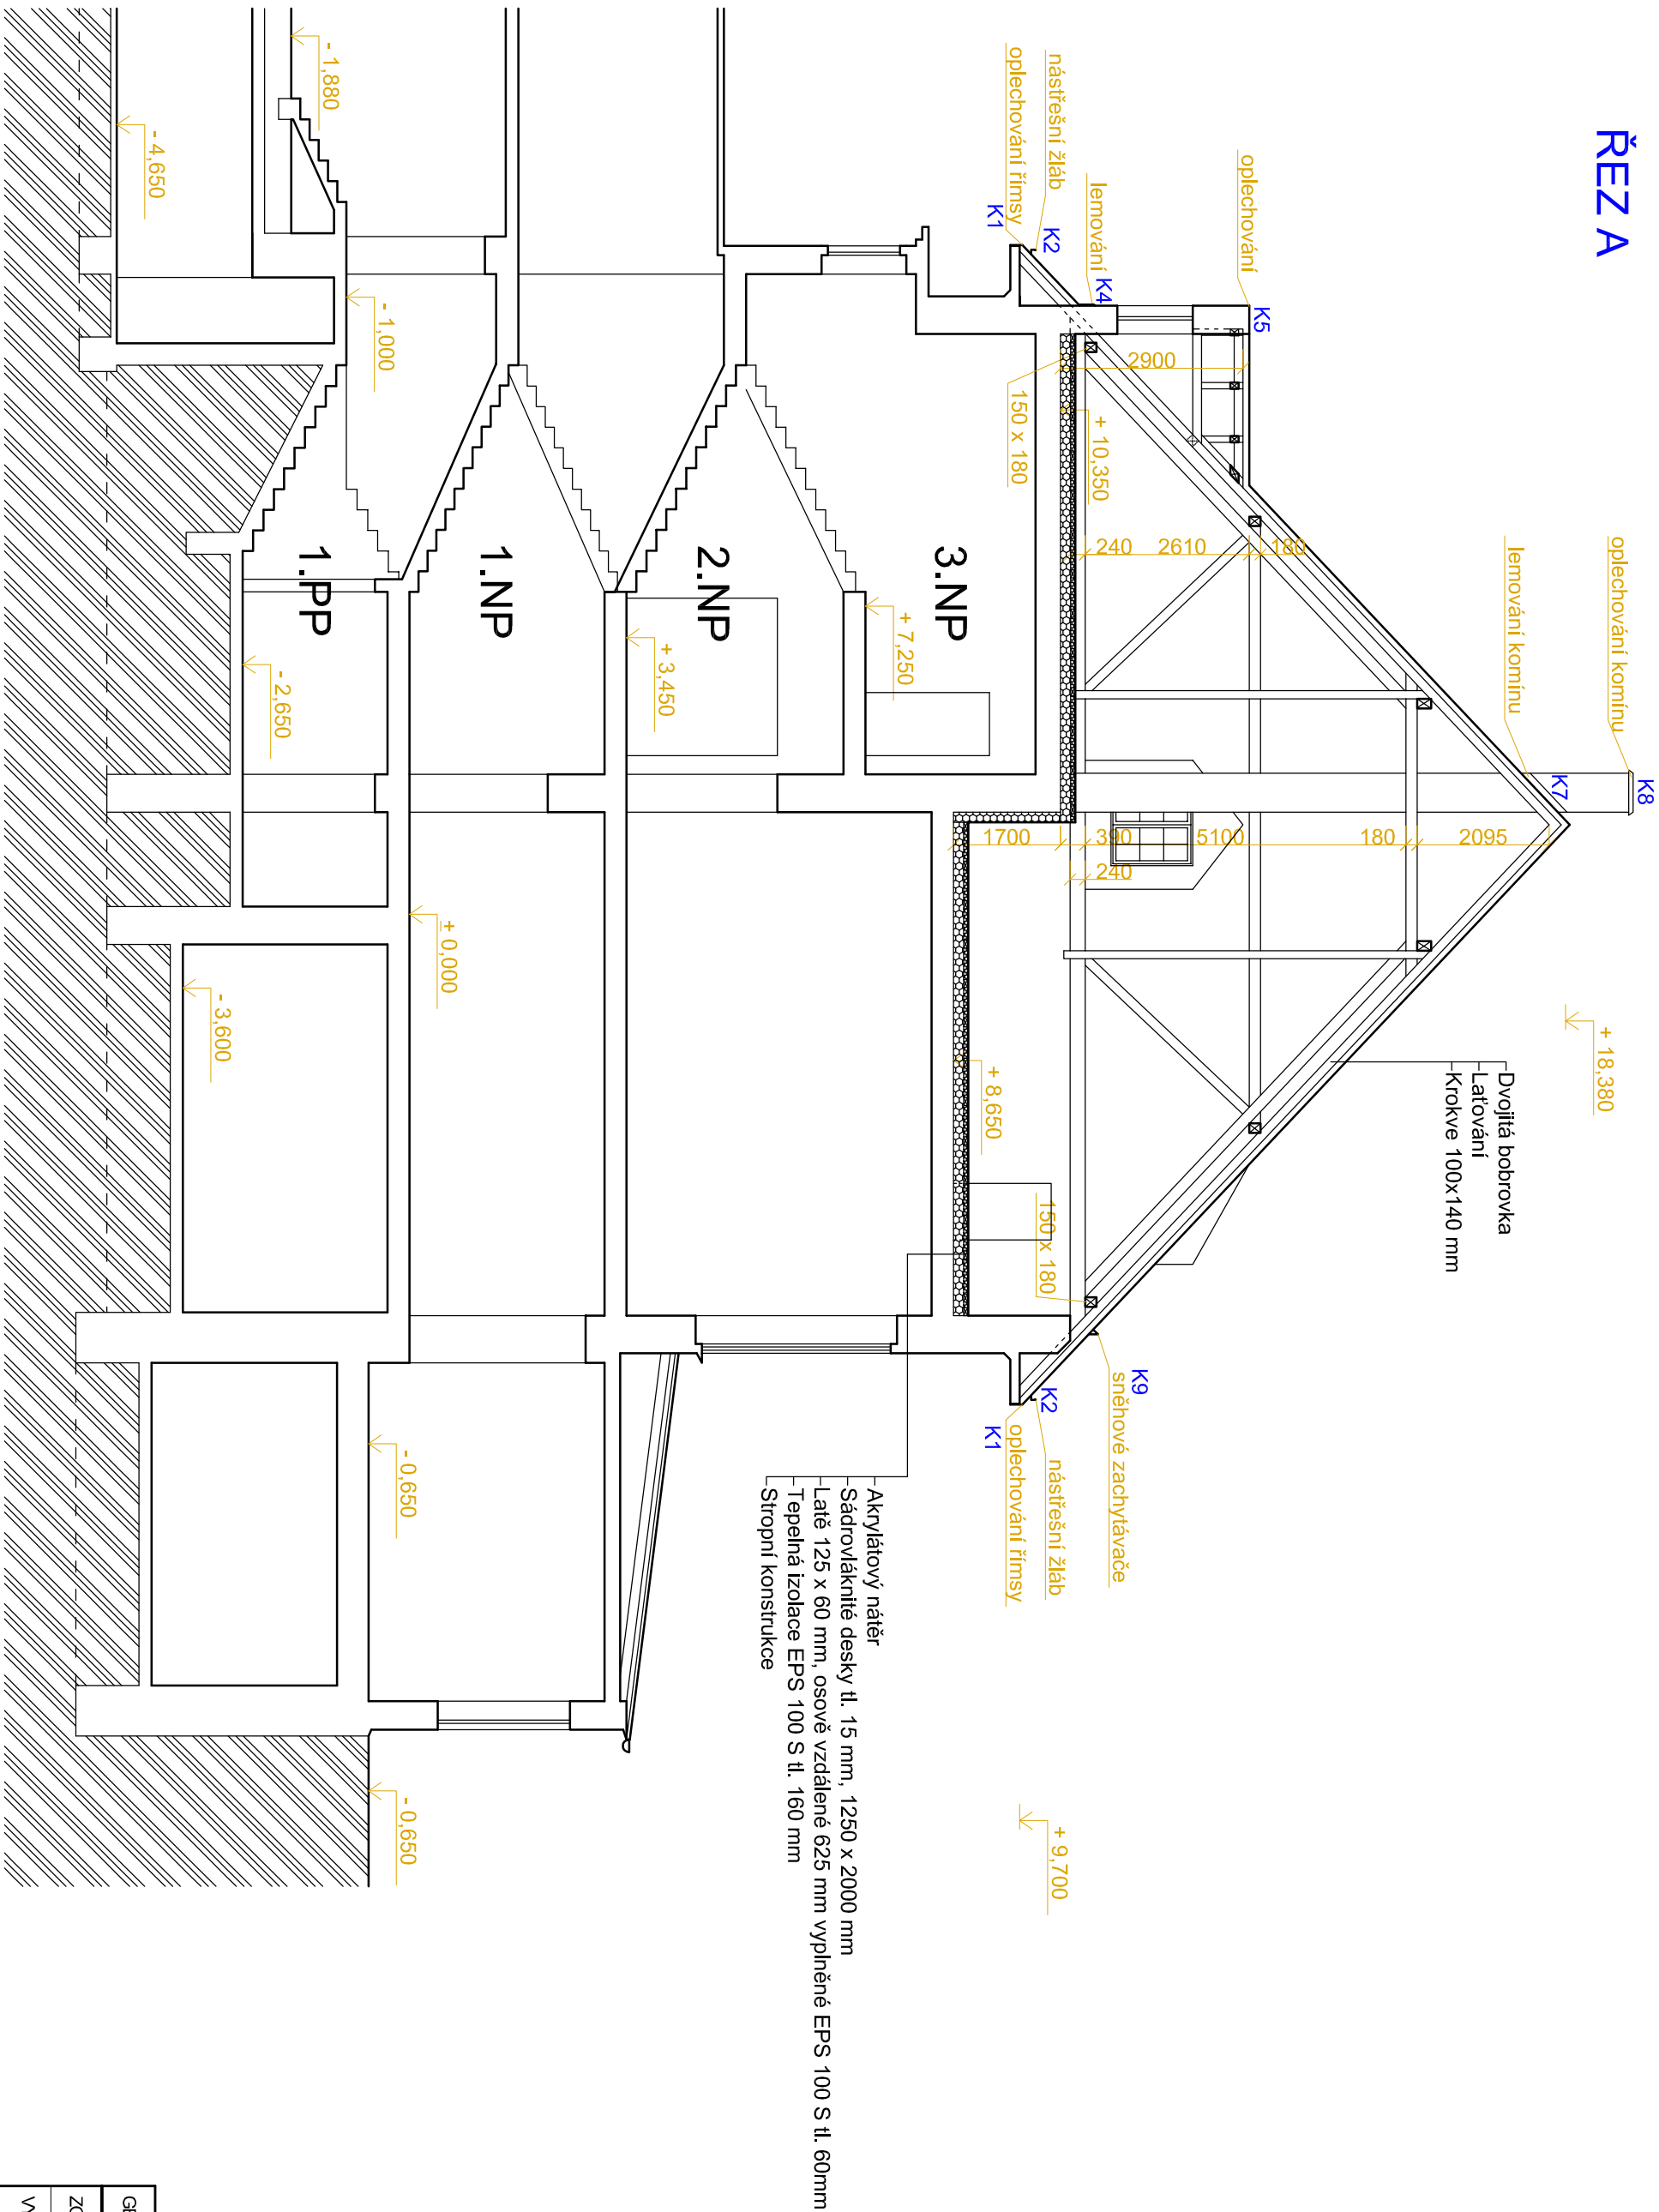 ŘEZ A
oplechování komínu
K8
lemování komínu
K7
+ 18,380
Dvojitá bobrovka
Laťování
Krokve 100x140 mm
oplechování
K5
lemování
K4
nástřešní žláb
K2
oplechování římsy
K1
2900
150 x 180
+ 10,350
240
2610
180
1700
390
5100
180
2095
240
+ 8,650
150 x 180
K9
sněhové zachytávače
K2
nástřešní žláb
K1
oplechování římsy
+ 9,700
3.NP
+ 7,250
2.NP
+ 3,450
1.NP
+ 0,000
1.PP
- 1,880
- 4,650
- 1,000
- 2,650
- 3,600
- 0,650
- 0,650
Akrylátový nátěr
Sádrovláknité desky tl. 15 mm, 1250 x 2000 mm
Latě 125 x 60 mm, osově vzdálené 625 mm vyplněné EPS 100 S tl. 60mm
Tepelná izolace EPS 100 S tl. 160 mm
Stropní konstrukce